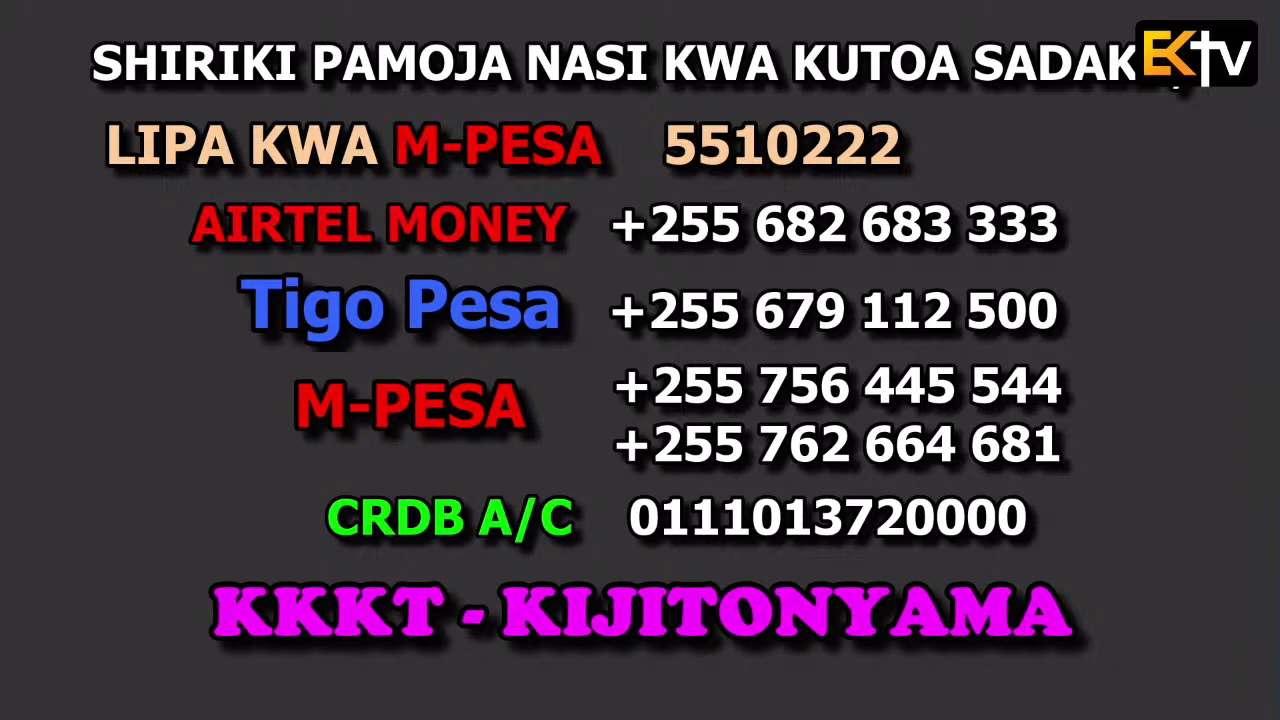 SHIRIKI PAMOJA NASI KWA KUTOA SADAK
EKTV
LIPA KWA M-PESA 5510222
AIRTEL MONEY +255 682 683 333
Tigo Pesa +255 679 112 500
M-PESA +255 756 445 544
+255 762 664 681
CRDB A/C 0111013720000
KKKT - KIJITONYAMA